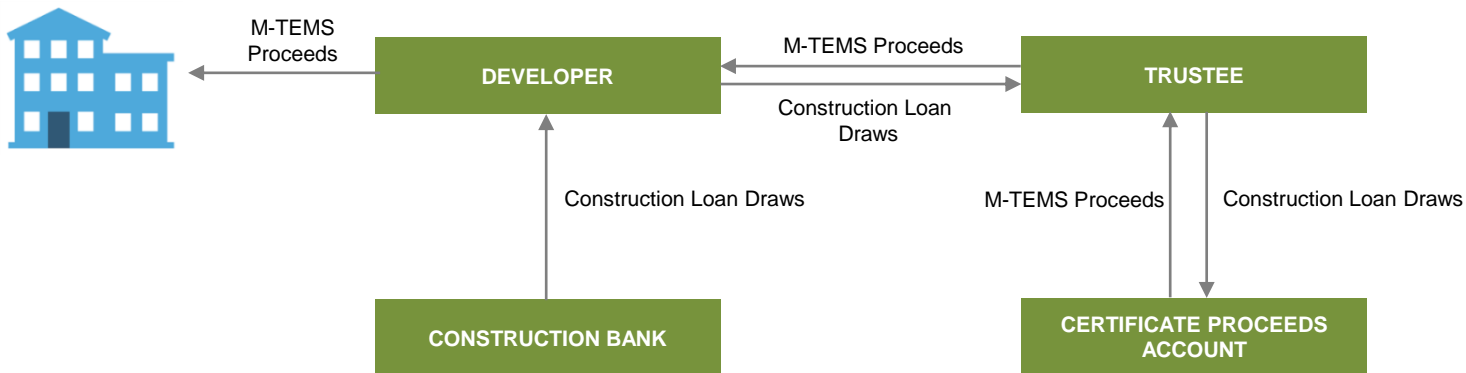 M-TEMS
Proceeds
DEVELOPER
M-TEMS Proceeds
Construction Loan
Draws
TRUSTEE
Construction Loan Draws
M-TEMS Proceeds
Construction Loan Draws
CONSTRUCTION BANK
CERTIFICATE PROCEEDS
ACCOUNT